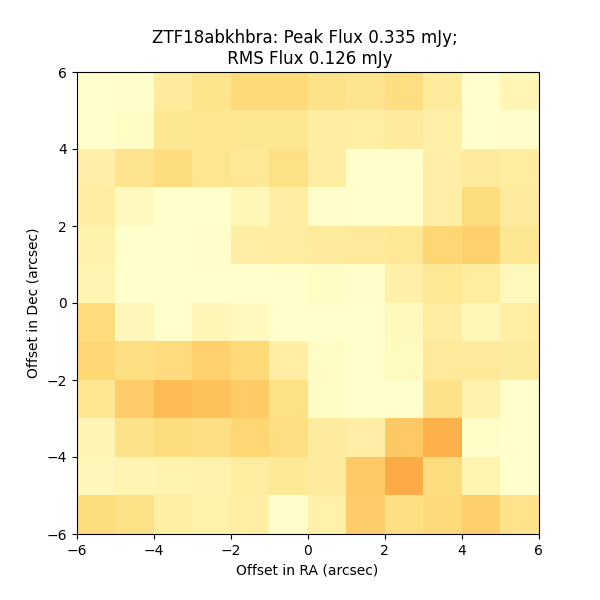 ZTF18abkhbra: Peak Flux 0.335 mJy;
RMS Flux 0.126 mJy
6
4
2
0
−2
−4
−6
Offset in Dec (arcsec)
−6 −4 −2 0 2 4 6
Offset in RA (arcsec)